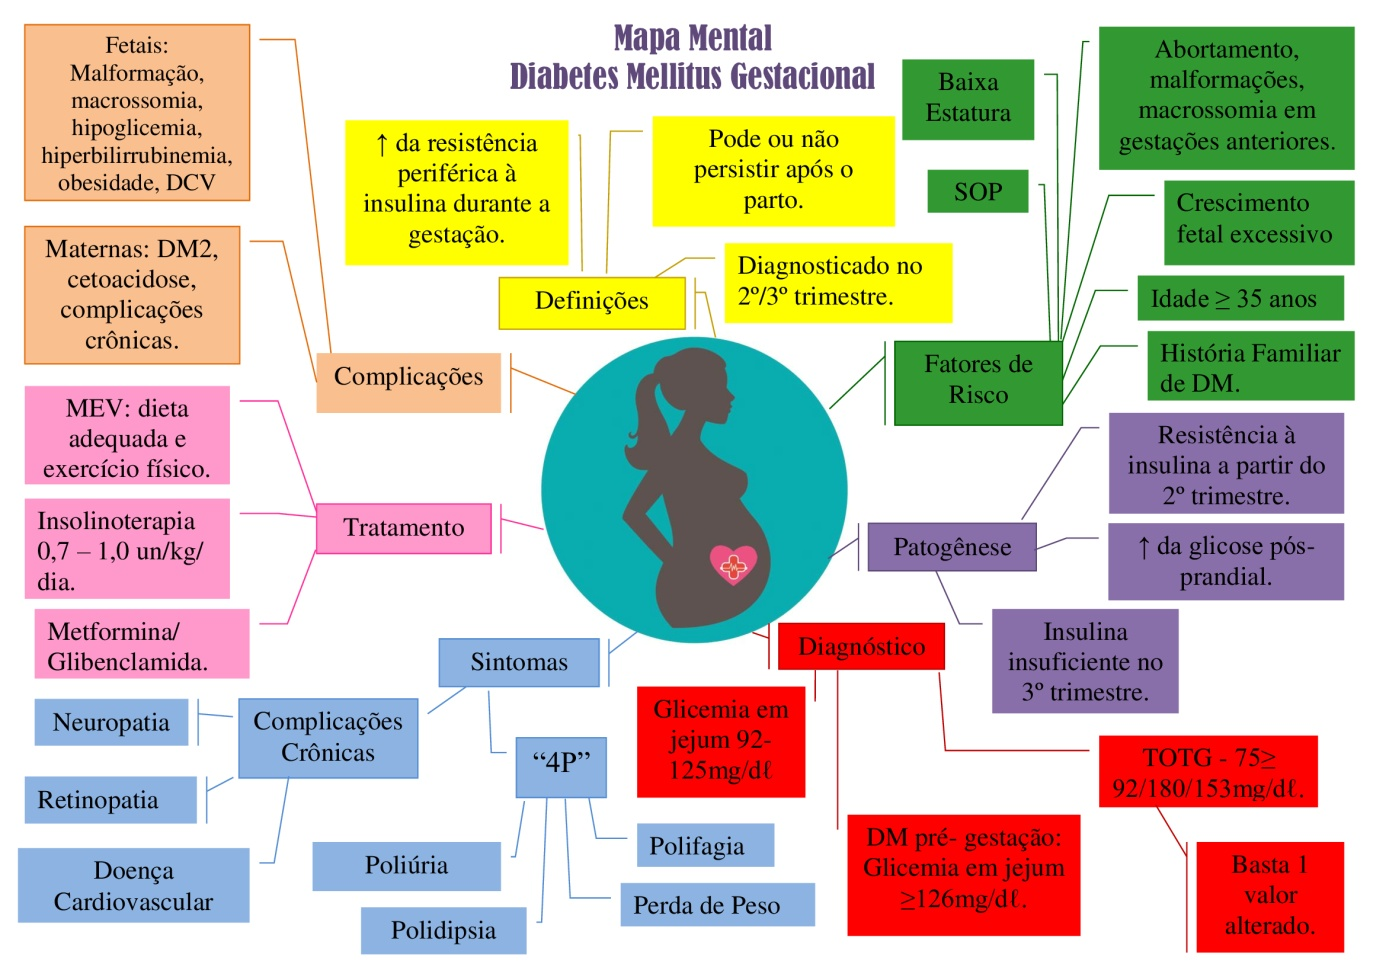 Mapa Mental
Diabetes Mellitus Gestacional
Fetais:
Malformação,
macrossomia,
hipoglicemia,
hiperbilirrubinemia,
obesidade, DCV
Maternas: DM2,
cetoacidose,
complicações
crônicas.
Complicações
↑ da resistência
periférica à
insulina durante a
gestação.
Pode ou não
persistir após o
parto.
Diagnosticado no
2º/3º trimestre.
Definições
Baixa
Estatura
SOP
Abortamento,
malformações,
macrossomia em
gestações anteriores.
Crescimento
fetal excessivo
Idade ≥ 35 anos
História Familiar
de DM.
Fatores de
Risco
MEV: dieta
adequada e
exercício físico.
Insolinoterapia
0,7 – 1,0 un/kg/
dia.
Metformina/
Glibenclamida.
Tratamento
Patogênese
Resistência à
insulina a partir do
2º trimestre.
↑ da glicose pós-
prandial.
Insulina
insuficiente no
3º trimestre.
Sintomas
Complicações
Crônicas
Neuropatia
Retinopatia
Doença
Cardiovascular
“4P”
Poliúria
Polidipsia
Polifagia
Perda de Peso
Diagnóstico
Glicemia em
jejum 92-
125mg/dℓ
DM pré- gestação:
Glicemia em jejum
≥126mg/dℓ.
TOTG - 75≥
92/180/153mg/dℓ.
Basta 1
valor
alterado.